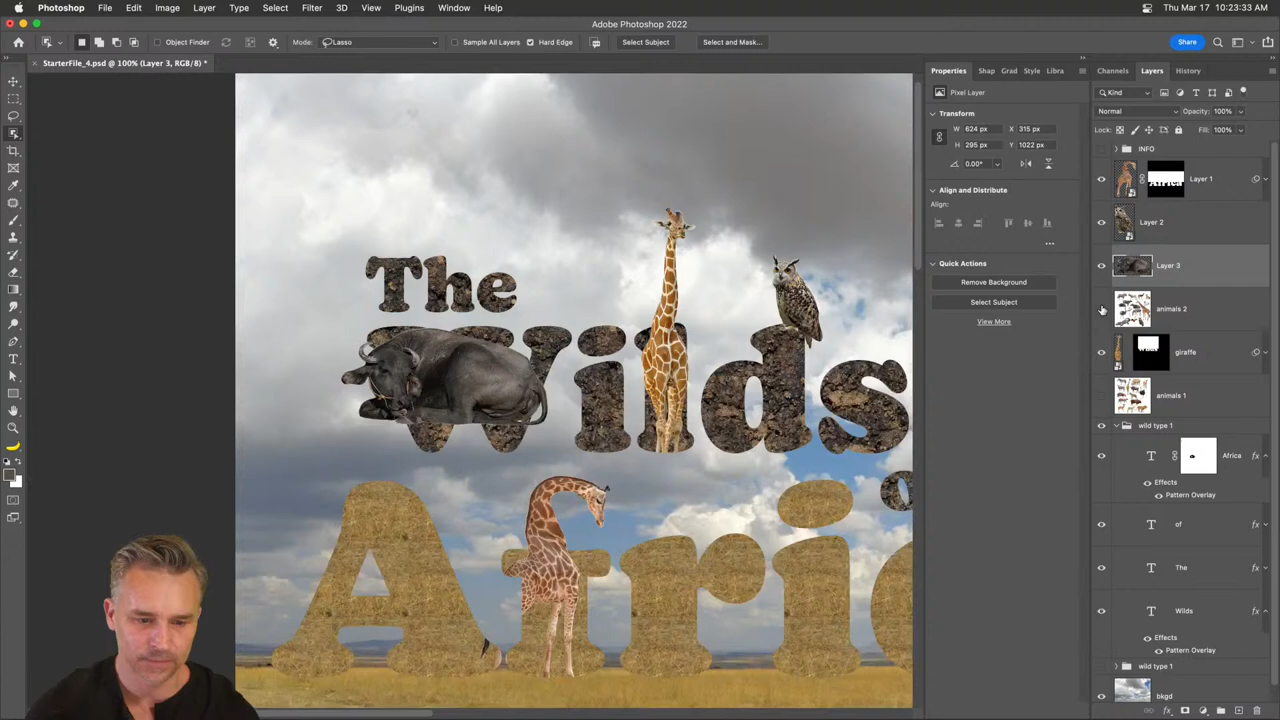 Photoshop File Edit Image Layer Type Select Filter 3D View Plugins Window Help Thu Mar 17 10:23:33 AM
Adobe Photoshop 2022
Object Finder Mode: Lasso Sample All Layers Hard Edge Select Subject Select and Mask... Share
StarterFile_4.psd @ 100% (Layer 3, RGB/8) *
Properties Shap Grad Style Libra
Pixel Layer
Transform
W 624 px X 315 px
H 295 px Y 1022 px
0.00°
Align and Distribute
Align:
Quick Actions
Remove Background
Select Subject
View More
Channels Layers History
Kind
Normal Opacity: 100%
Lock: Fill: 100%
INFO
Layer 1
Layer 2
Layer 3
animals 2
giraffe
animals 1
wild type 1
T Africa fx
Effects
Pattern Overlay
T of fx
T The fx
T Wilds fx
Effects
Pattern Overlay
wild type 1
bkgd
The
Wilds
o
Afric